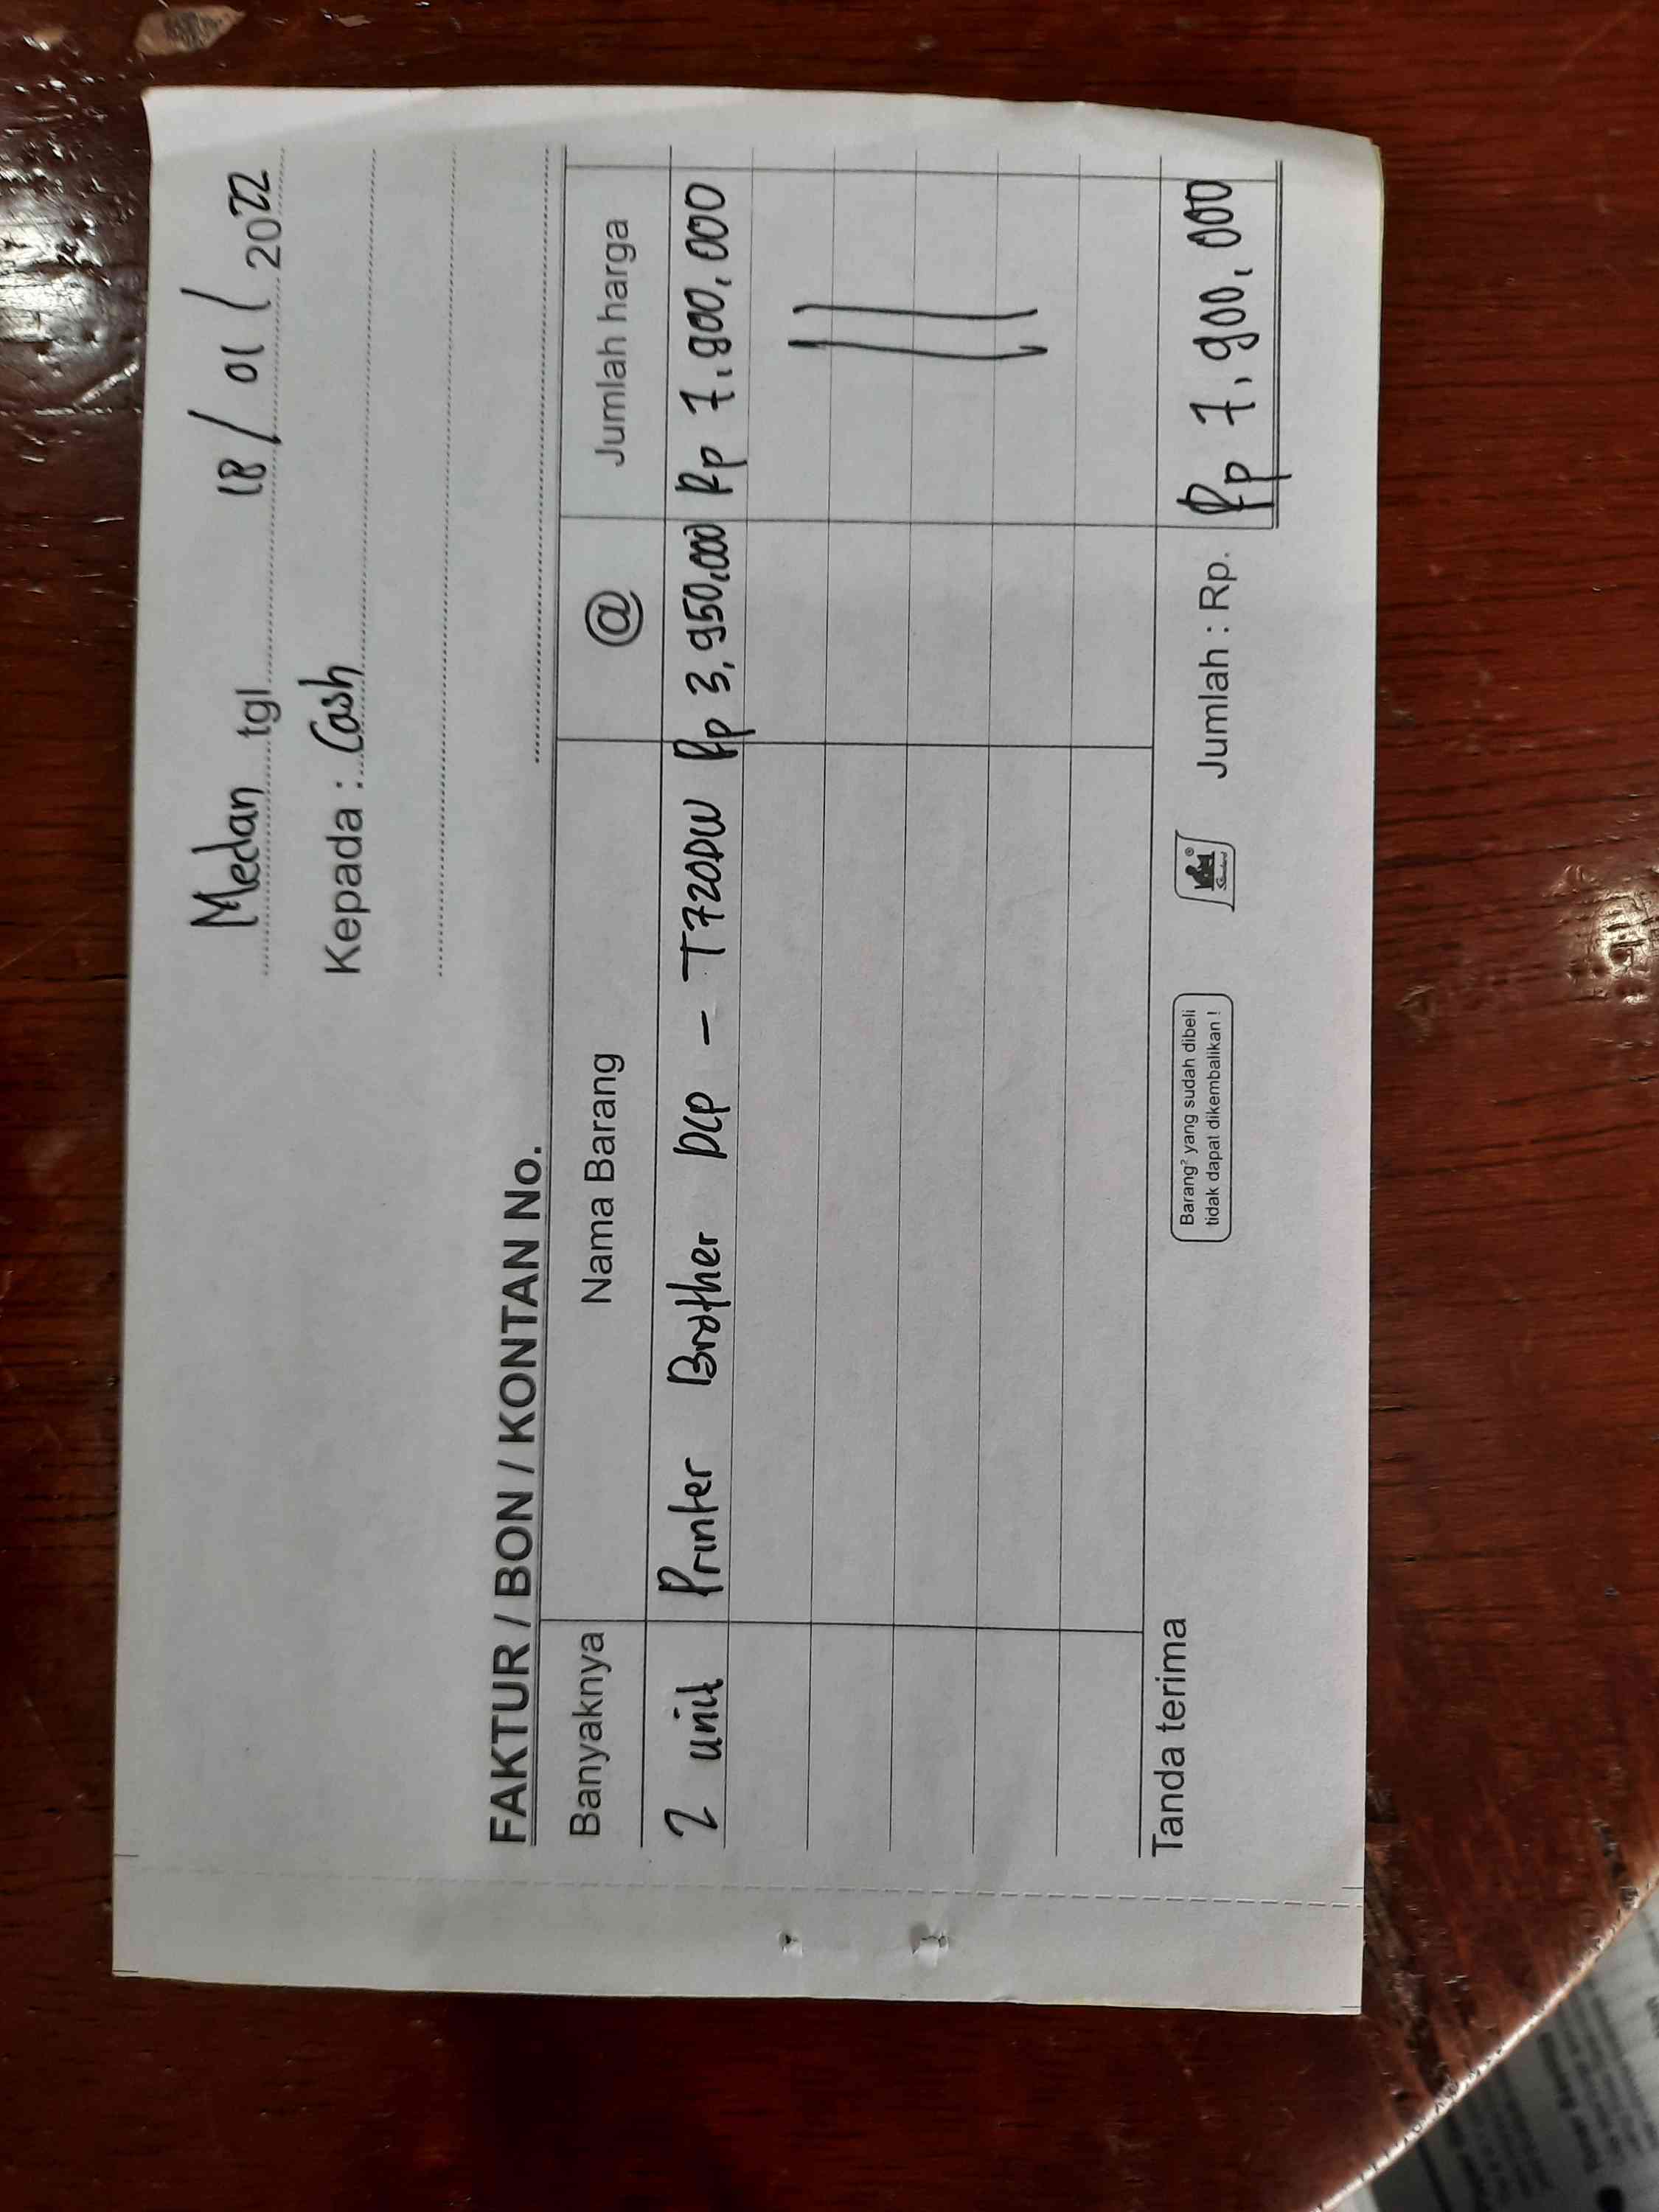 Medan tgl 18/01/2022
Kepada : Cash
FAKTUR / BON / KONTAN No.
Banyaknya Nama Barang @ Jumlah harga
2 unit Printer Brother DCP - T720DW Rp 3,950,000 Rp 7,900,000
Tanda terima Barang² yang sudah dibeli tidak dapat dikembalikan ! Jumlah : Rp. Rp 7,900,000